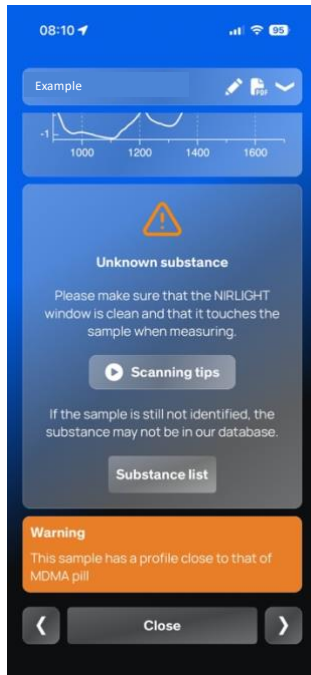 08:10
95
Example
PDF
-1
1000 1200 1400 1600
Unknown substance
Please make sure that the NIRLIGHT
window is clean and that it touches the
sample when measuring.
Scanning tips
If the sample is still not identified, the
substance may not be in our database.
Substance list
Warning
This sample has a profile close to that of
MDMA pill
Close